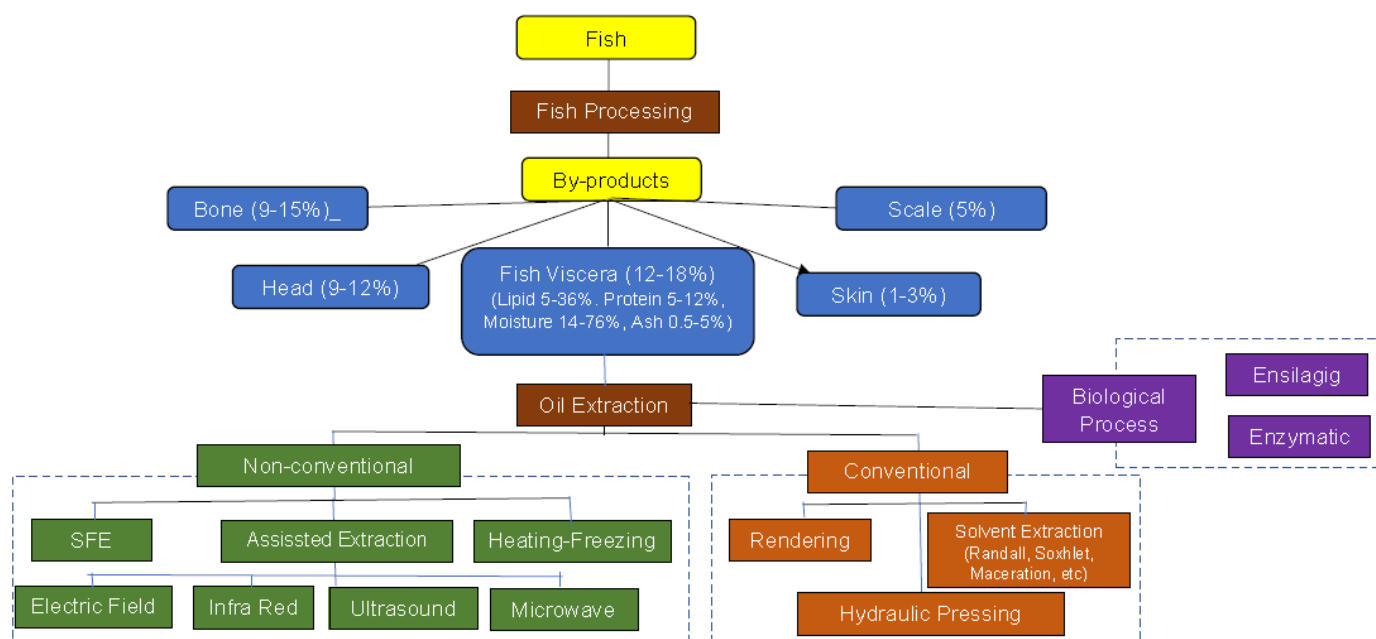 Fish
Fish Processing
By-products
Bone (9-15%)_
Scale (5%)
Head (9-12%)
Fish Viscera (12-18%)
(Lipid 5-36%. Protein 5-12%,
Moisture 14-76%, Ash 0.5-5%)
Skin (1-3%)
Oil Extraction
Biological
Process
Ensilagig
Enzymatic
Non-conventional
Conventional
SFE
Assissted Extraction
Heating-Freezing
Rendering
Solvent Extraction
(Randall, Soxhlet,
Maceration, etc)
Electric Field
Infra Red
Ultrasound
Microwave
Hydraulic Pressing